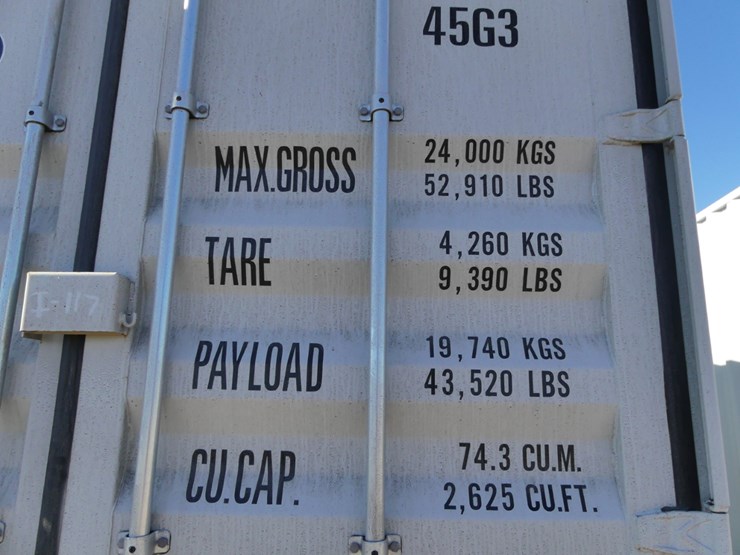 45G3
MAX.GROSS 24,000 KGS
52,910 LBS
TARE 4,260 KGS
9,390 LBS
I-117
PAYLOAD 19,740 KGS
43,520 LBS
CU.CAP. 74.3 CU.M.
2,625 CU.FT.